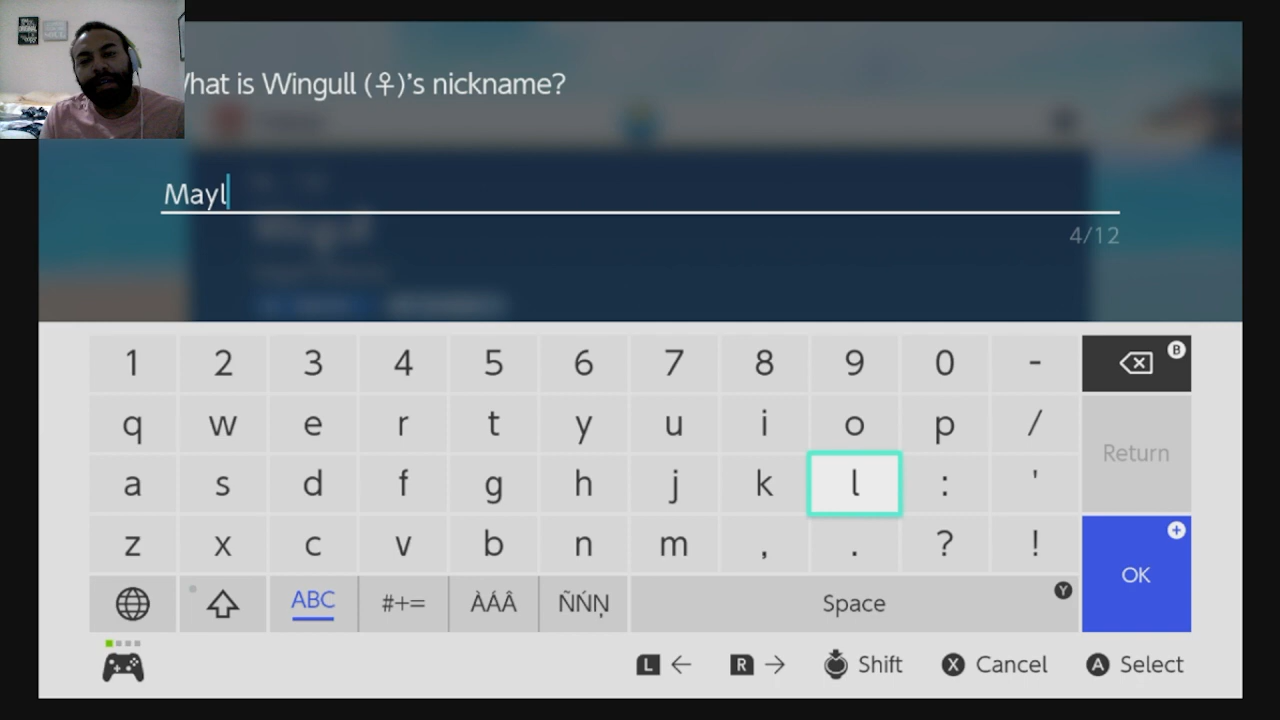 hat is Wingull (♀)'s nickname?
Mayl
4/12
1 2 3 4 5 6 7 8 9 0 -
q w e r t y u i o p /
Return
a s d f g h j k l : '
z x c v b n m , . ? !
OK
ABC #+= ÀÁÂ ÑŃŅ Space Y
L ← R → Shift X Cancel A Select